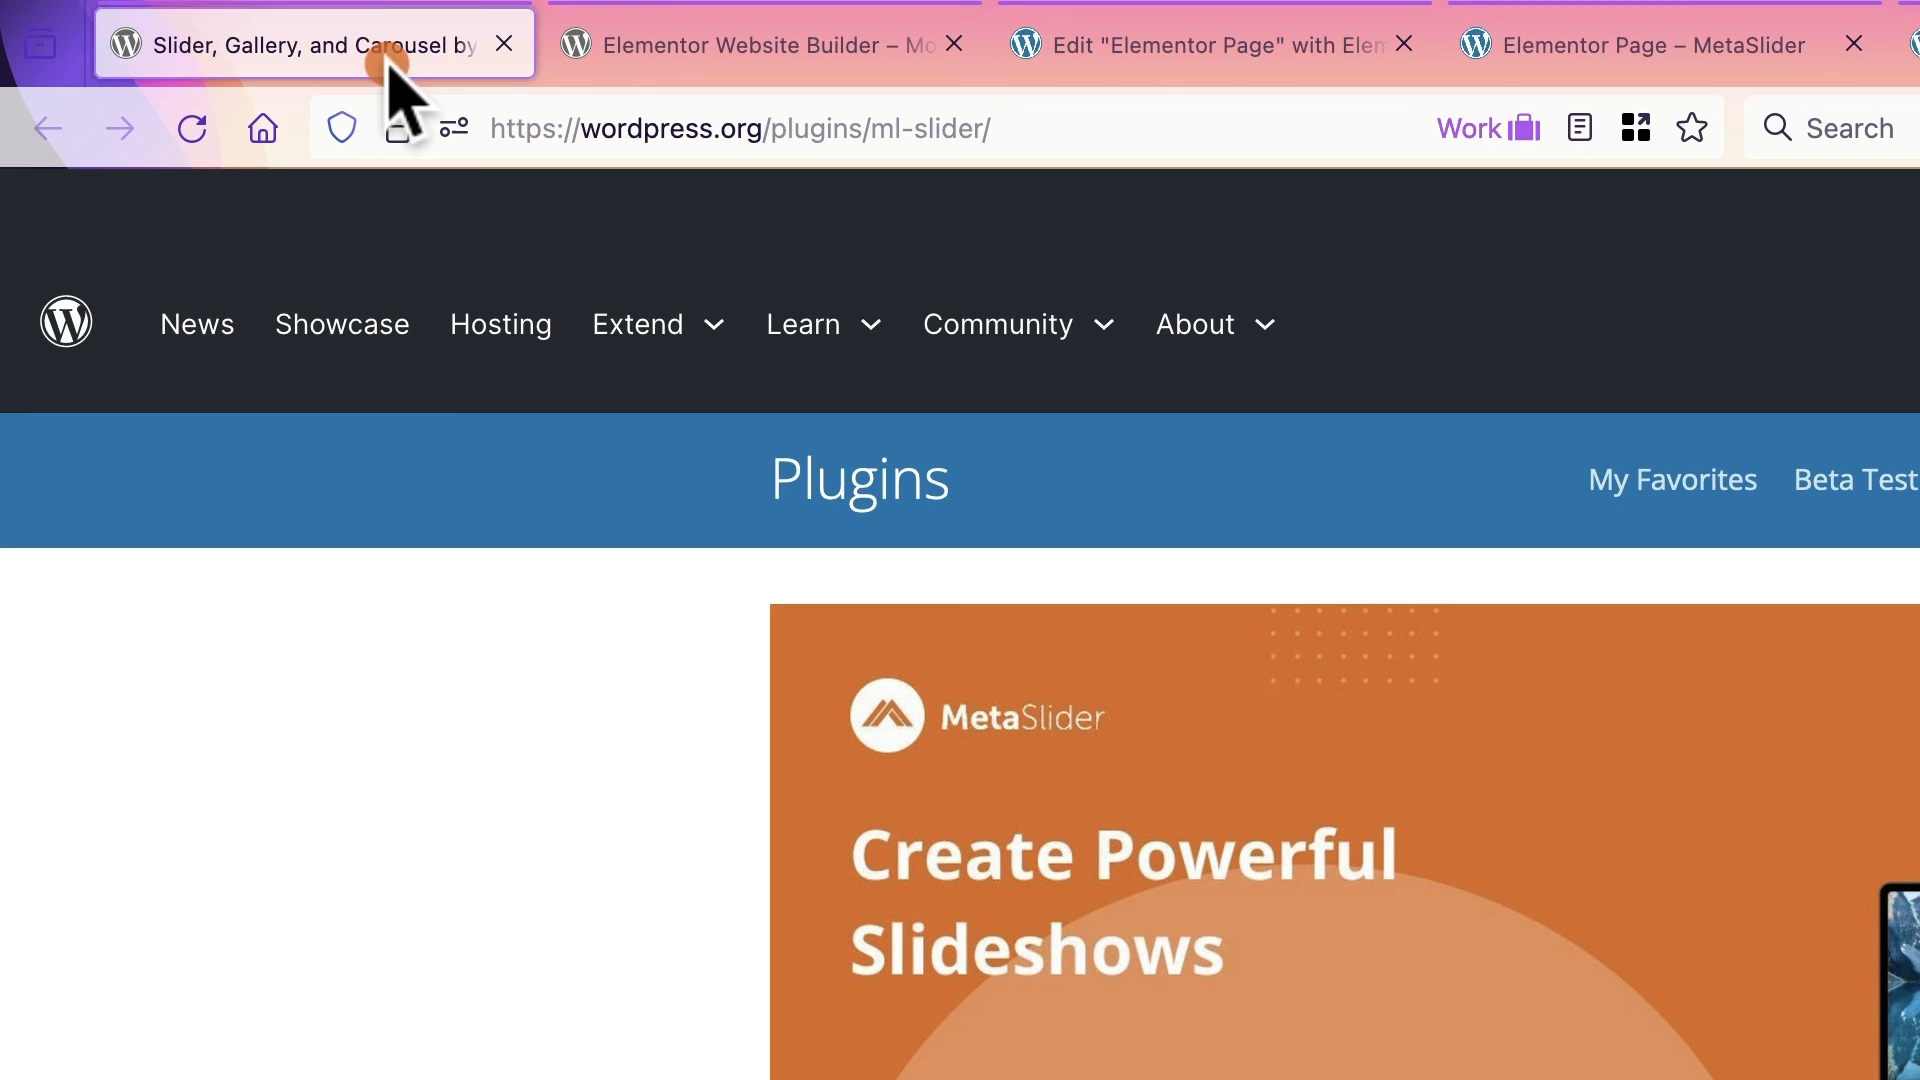 Slider, Gallery, and Carousel by
Elementor Website Builder – Mo
Edit "Elementor Page" with Elem
Elementor Page – MetaSlider
https://wordpress.org/plugins/ml-slider/
Work
Search
News Showcase Hosting Extend Learn Community About
Plugins
My Favorites Beta Test
MetaSlider
Create Powerful
Slideshows